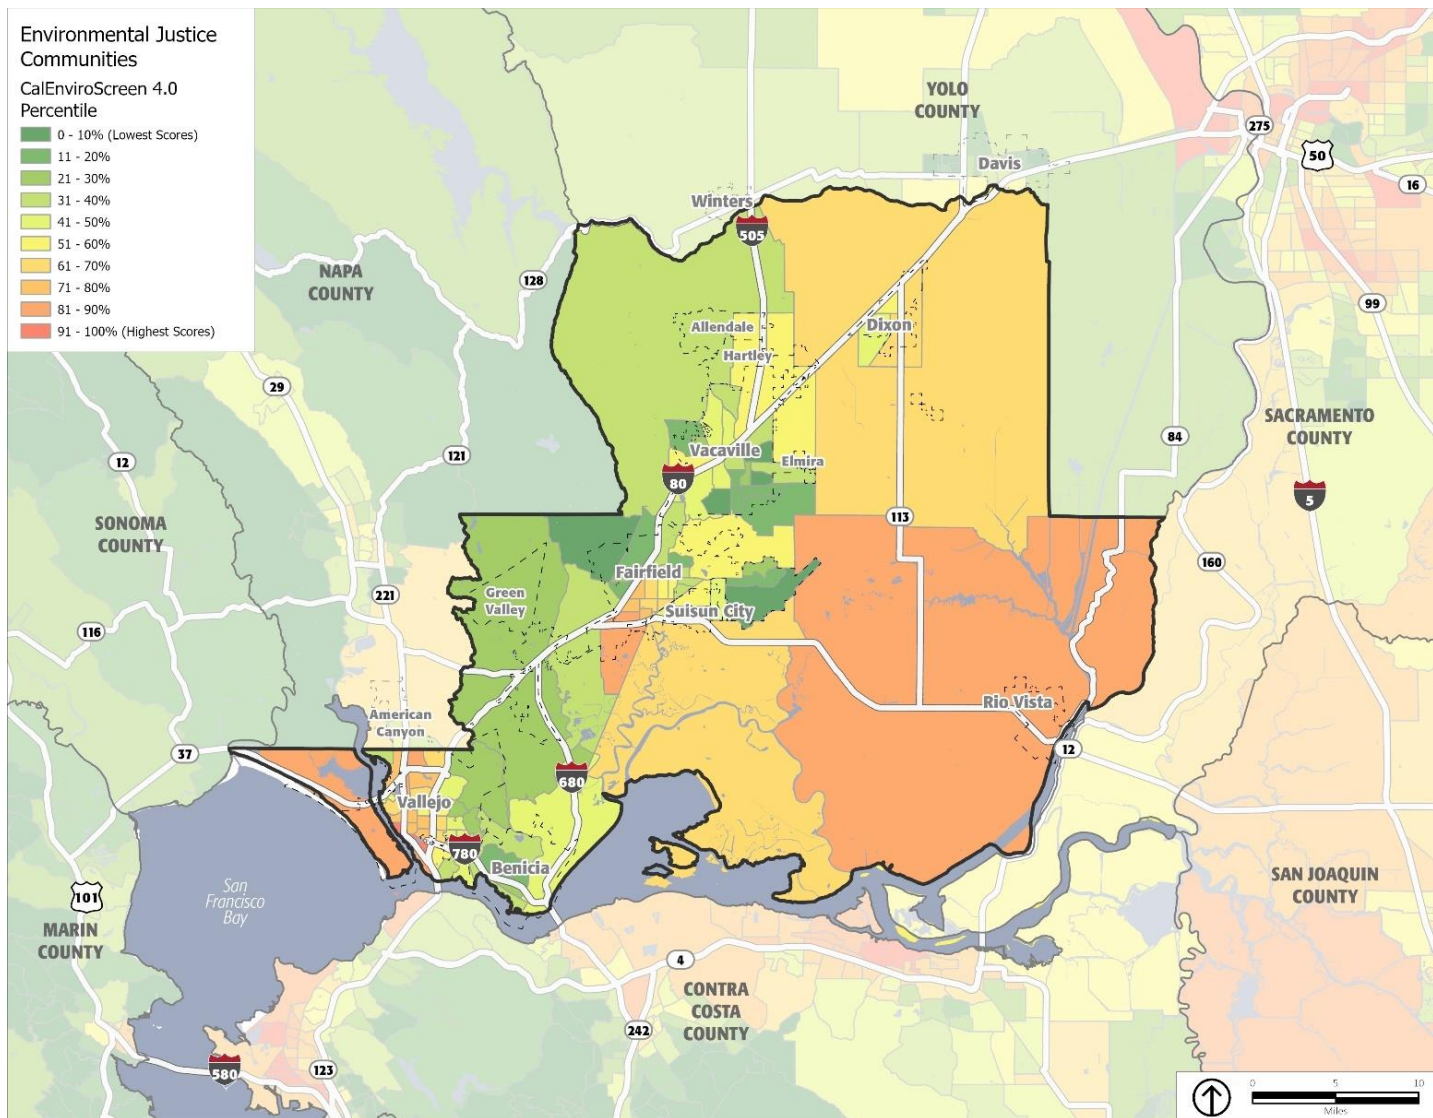 Environmental Justice
Communities
CalEnviroScreen 4.0
Percentile
0 - 10% (Lowest Scores)
11 - 20%
21 - 30%
31 - 40%
41 - 50%
51 - 60%
61 - 70%
71 - 80%
81 - 90%
91 - 100% (Highest Scores)
YOLO
COUNTY
275
50
Davis
16
Winters
505
NAPA
COUNTY
128
99
Allendale
Dixon
Hartley
29
SACRAMENTO
COUNTY
84
12
121
Vacaville
Elmira
80
5
SONOMA
COUNTY
113
160
Fairfield
221
Green
Valley
Suisun City
116
Rio Vista
American
Canyon
37
12
680
Vallejo
780
Benicia
San
Francisco
Bay
101
SAN JOAQUIN
COUNTY
MARIN
COUNTY
4
CONTRA
COSTA
COUNTY
242
580
123
0 5 10
Miles